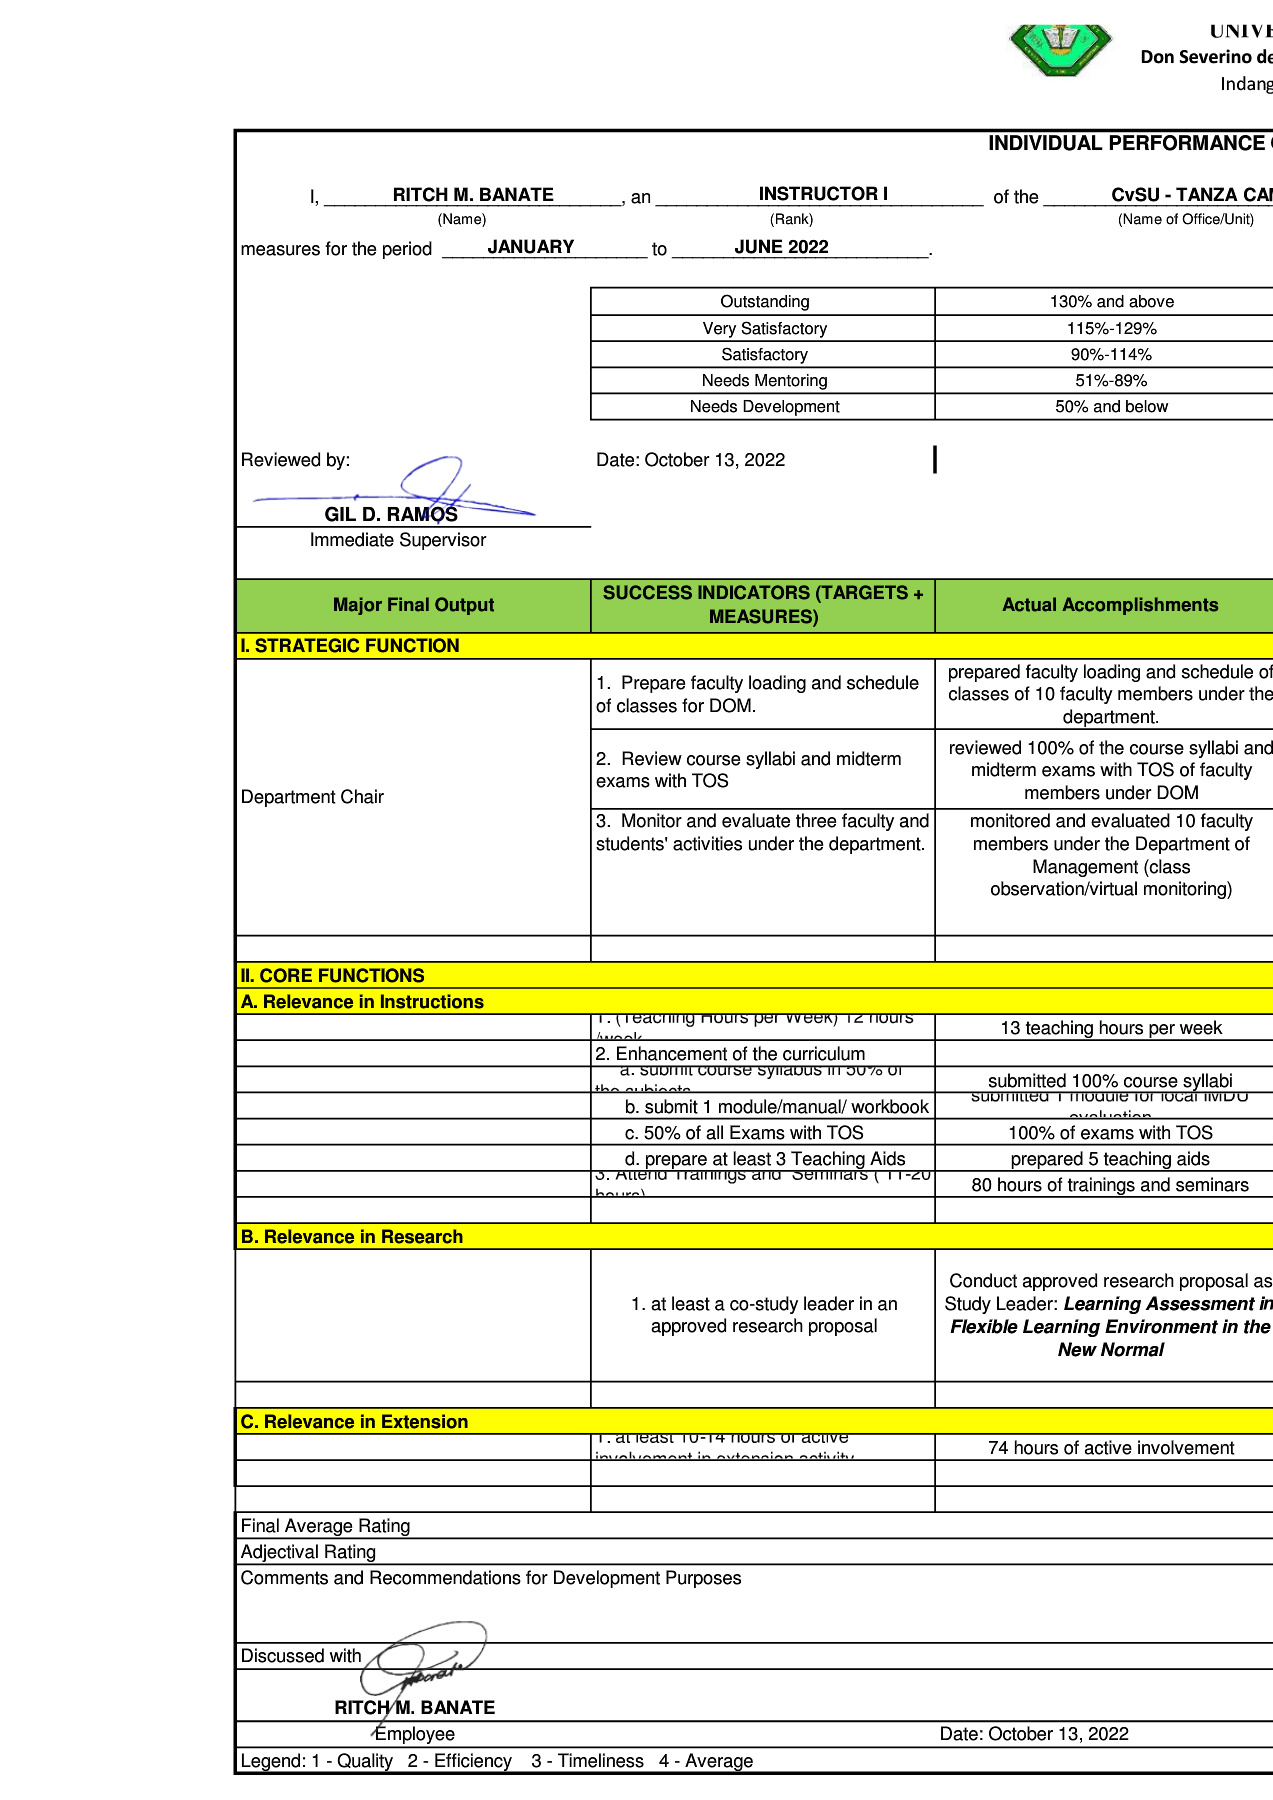 UNIVE
Don Severino de
Indang
INDIVIDUAL PERFORMANCE
I, RITCH M. BANATE, an INSTRUCTOR I of the CvSU - TANZA CA
(Name) (Rank) (Name of Office/Unit)
measures for the period JANUARY to JUNE 2022.
Outstanding 130% and above
Very Satisfactory 115%-129%
Satisfactory 90%-114%
Needs Mentoring 51%-89%
Needs Development 50% and below
Reviewed by: Date: October 13, 2022
GIL D. RAMOS
Immediate Supervisor
Major Final Output
SUCCESS INDICATORS (TARGETS +
MEASURES)
Actual Accomplishments
I. STRATEGIC FUNCTION
Department Chair
1. Prepare faculty loading and schedule
of classes for DOM.
prepared faculty loading and schedule of
classes of 10 faculty members under the
department.
2. Review course syllabi and midterm
exams with TOS
reviewed 100% of the course syllabi and
midterm exams with TOS of faculty
members under DOM
3. Monitor and evaluate three faculty and
students' activities under the department.
monitored and evaluated 10 faculty
members under the Department of
Management (class
observation/virtual monitoring)
II. CORE FUNCTIONS
A. Relevance in Instructions
1. (Teaching Hours per Week) 12 hours
/week
13 teaching hours per week
2. Enhancement of the curriculum
a. submit course syllabus in 50% of
the subjects
submitted 100% course syllabi
b. submit 1 module/manual/ workbook
submitted 1 module for local IMDU
evaluation
c. 50% of all Exams with TOS
100% of exams with TOS
d. prepare at least 3 Teaching Aids
prepared 5 teaching aids
3. Attend Trainings and Seminars ( 11-20
hours)
80 hours of trainings and seminars
B. Relevance in Research
1. at least a co-study leader in an
approved research proposal
Conduct approved research proposal as
Study Leader: Learning Assessment in
Flexible Learning Environment in the
New Normal
C. Relevance in Extension
1. at least 10-14 hours of active
involvement in extension activity
74 hours of active involvement
Final Average Rating
Adjectival Rating
Comments and Recommendations for Development Purposes
Discussed with
RITCH M. BANATE
Employee Date: October 13, 2022
Legend: 1 - Quality 2 - Efficiency 3 - Timeliness 4 - Average